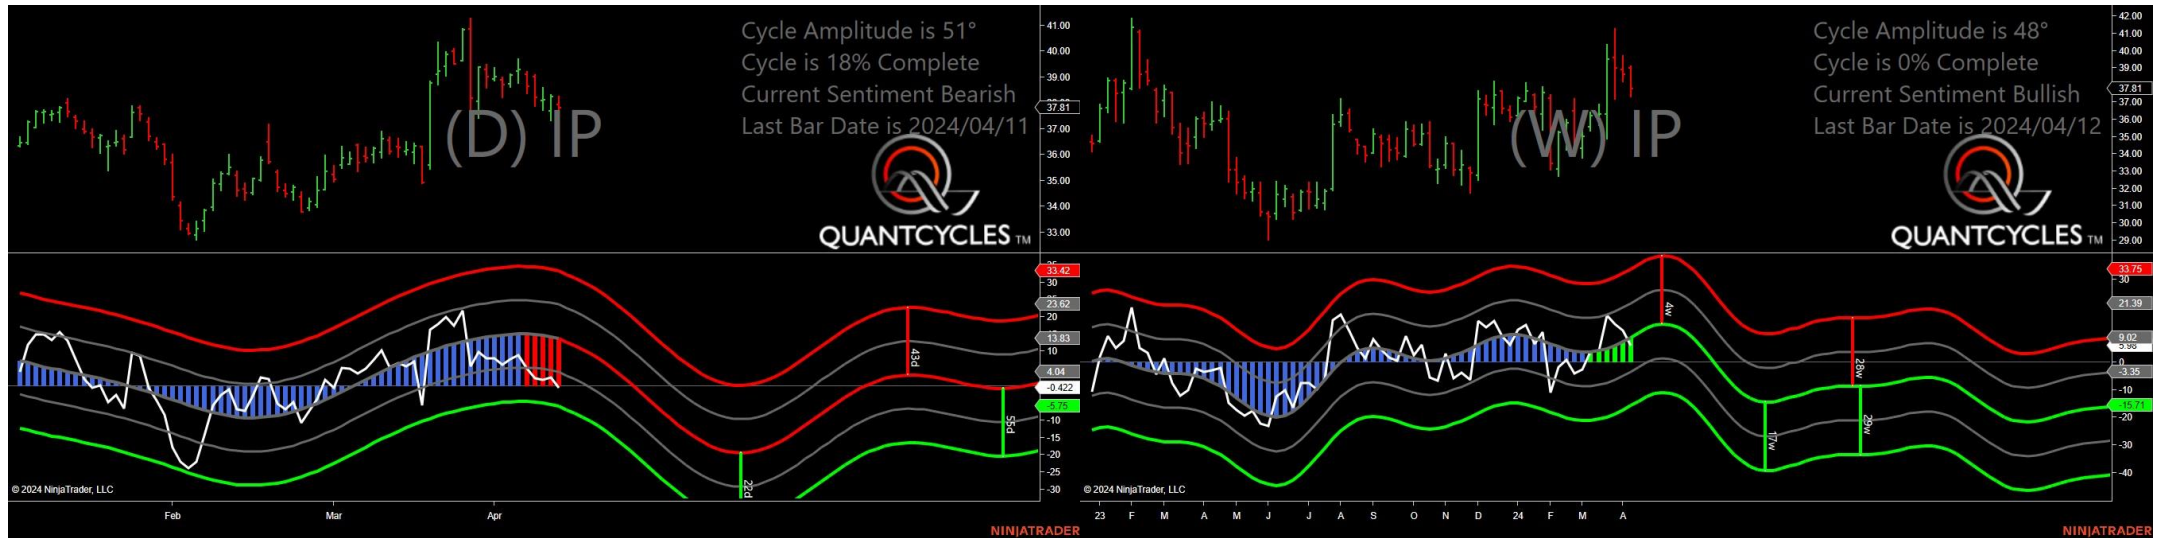 Cycle Amplitude is 51°
Cycle is 18% Complete
Current Sentiment Bearish
Last Bar Date is 2024/04/11
(D) IP
QUANTCYCLES TM
41.00
40.00
39.00
37.81
37.00
36.00
35.00
34.00
33.00
33.42
30
23.62
20
13.83
10
4.04
-0.422
-5.75
-10
-15
-20
-25
-30
43d
55d
22d
© 2024 NinjaTrader, LLC
Feb Mar Apr
NINJATRADER
Cycle Amplitude is 48°
Cycle is 0% Complete
Current Sentiment Bullish
Last Bar Date is 2024/04/12
(W) IP
QUANTCYCLES TM
42.00
41.00
40.00
39.00
37.81
37.00
36.00
35.00
34.00
33.00
32.00
31.00
30.00
29.00
33.75
30
21.39
9.02
5.98
0
-3.35
-10
-15.71
-20
-30
-40
4w
28w
17w
29w
© 2024 NinjaTrader, LLC
23 F M A M J J A S O N D 24 F M A
NINJATRADER